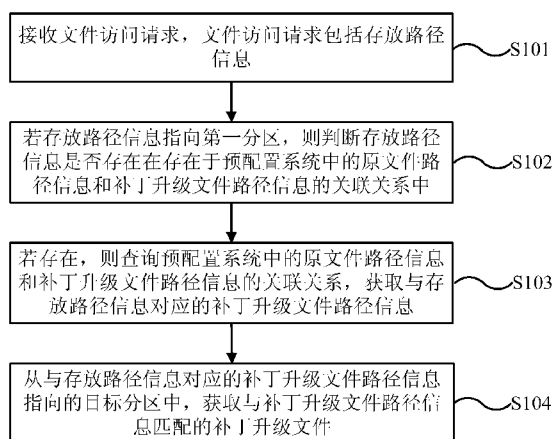 接收文件访问请求，文件访问请求包括存放路径
信息
S101
若存放路径信息指向第一分区，则判断存放路径
信息是否存在在存在于预配置系统中的原文件路
径信息和补丁升级文件路径信息的关联关系中
S102
若存在，则查询预配置系统中的原文件路径信息
和补丁升级文件路径信息的关联关系，获取与存
放路径信息对应的补丁升级文件路径信息
S103
从与存放路径信息对应的补丁升级文件路径信息
指向的目标分区中，获取与补丁升级文件路径信
息匹配的补丁升级文件
S104